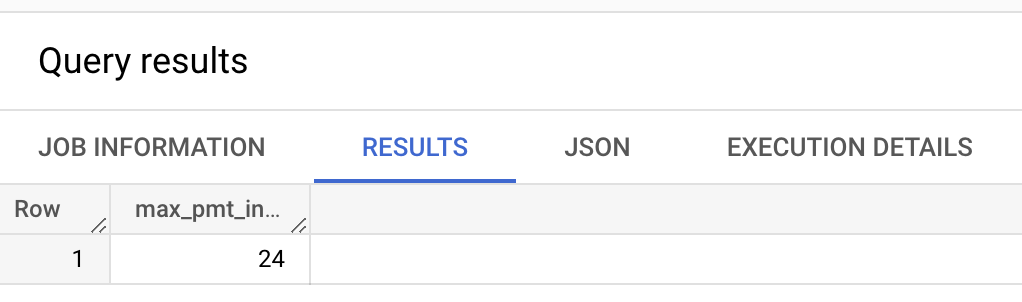 Query results
JOB INFORMATION RESULTS JSON EXECUTION DETAILS
Row max_pmt_in...
1 24